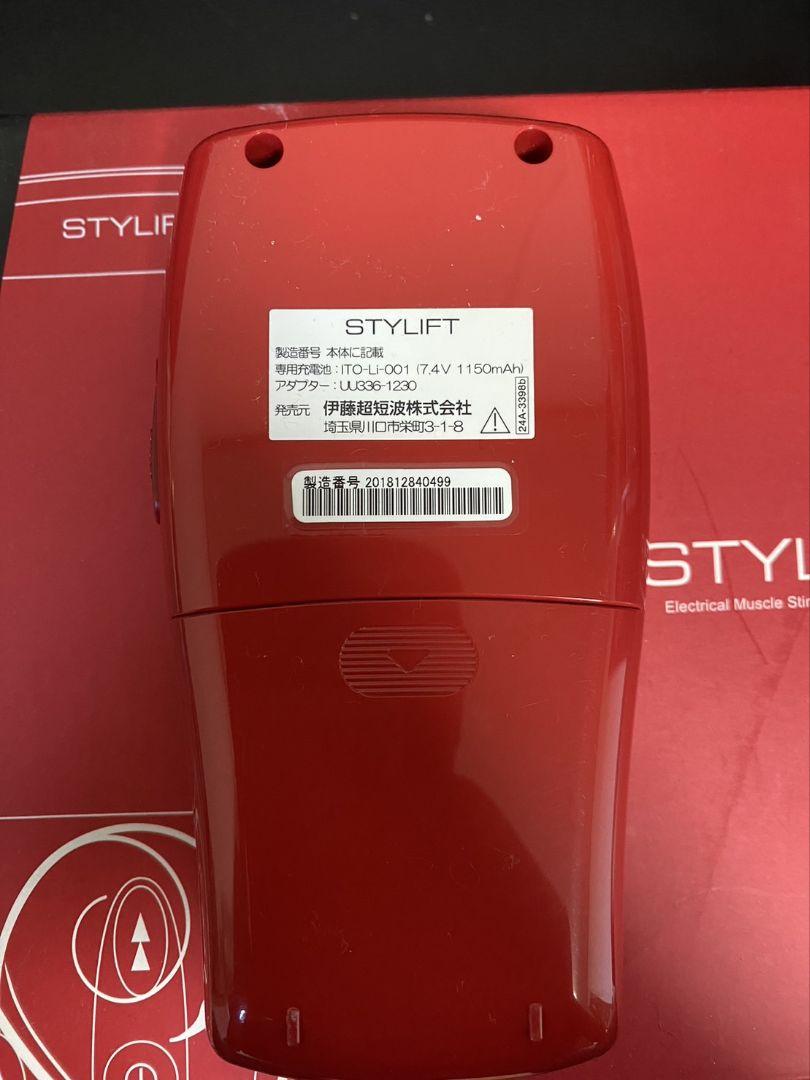 STYLIF
STYLIFT
製造番号 本体に記載
専用充電池：ITO-Li-001 (7.4V 1150mAh)
アダプター：UU336-1230
発売元 伊藤超短波株式会社
埼玉県川口市栄町3-1-8
24A-3398b
製造番号 201812840499
STYL
Electrical Muscle Stim